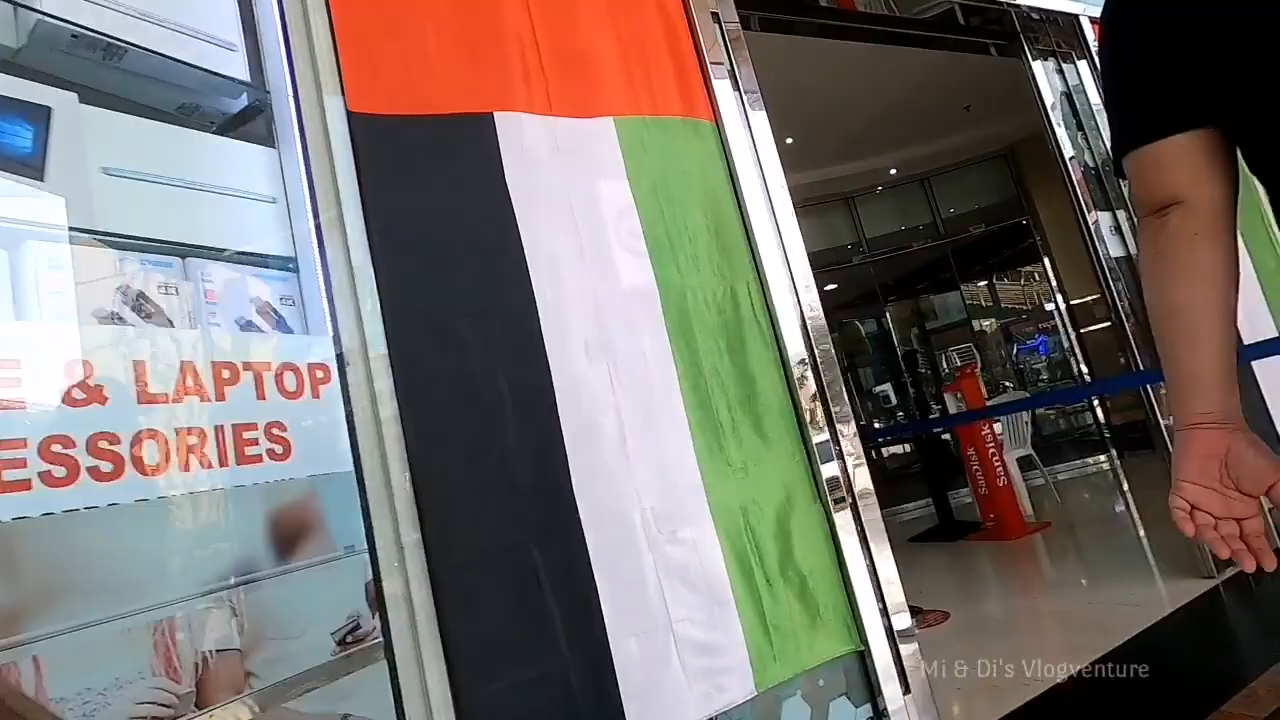 E & LAPTOP
ESSORIES
SanDisk
SanDisk
Mi & Di's Vlogventure